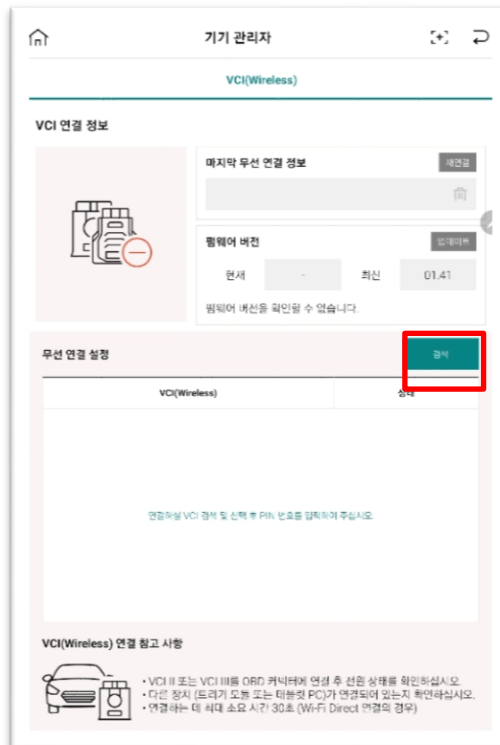 기기 관리자
VCI(Wireless)
VCI 연결 정보
마지막 무선 연결 정보
재연결
펌웨어 버전
업데이트
현재
-
최신
01.41
펌웨어 버전을 확인할 수 없습니다.
무선 연결 설정
검색
VCI(Wireless)
상태
연결하실 VCI 검색 및 선택 후 PIN 번호를 입력하여 주십시오.
VCI(Wireless) 연결 참고 사항
• VCI II 또는 VCI III를 OBD 커넥터에 연결 후 전원 상태를 확인하십시오.
• 다른 장치 (트리거 모듈 또는 태블릿 PC)가 연결되어 있는지 확인하십시오.
• 연결하는 데 최대 소요 시간 30초 (Wi-Fi Direct 연결의 경우)